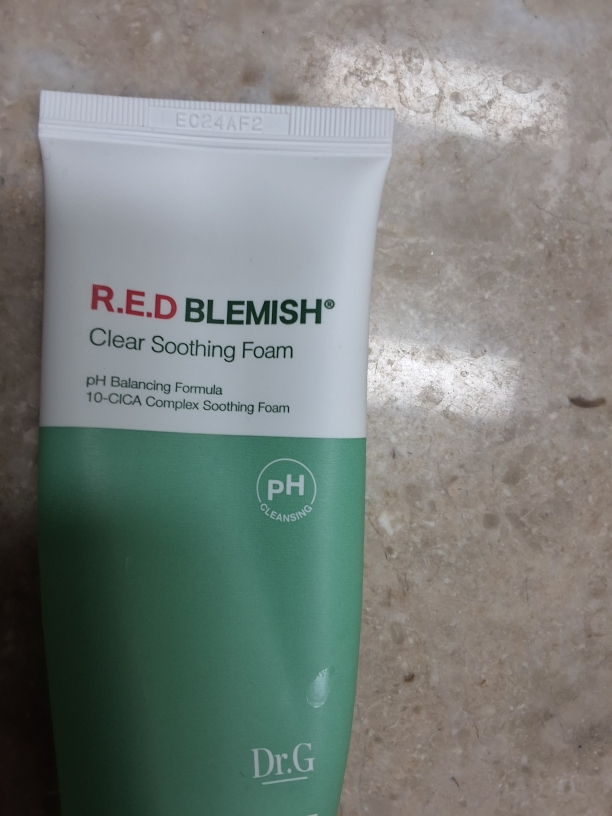 EC24AF2
R.E.D BLEMISH®
Clear Soothing Foam
pH Balancing Formula
10-CICA Complex Soothing Foam
pH
CLEANSING
Dr.G